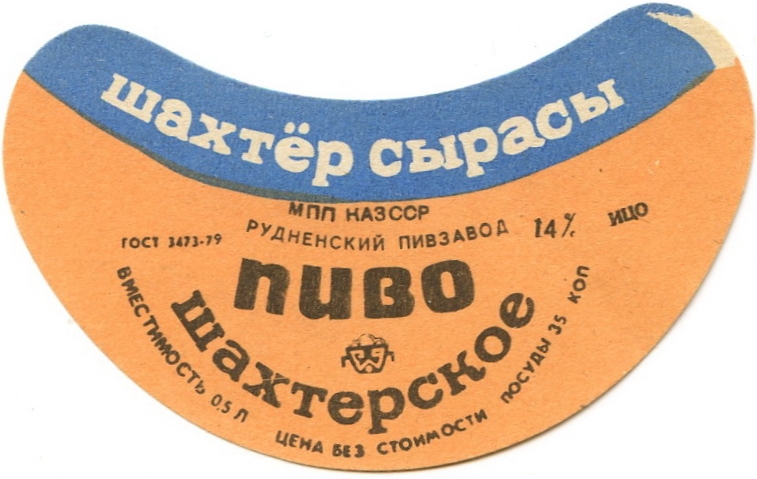 шахтёр сырасы
МПП КАЗССР
РУДНЕНСКИЙ ПИВЗАВОД
14% ИЦО
ГОСТ 3473-79
пиво
шахтерское
ВМЕСТИМОСТЬ 0,5 Л ЦЕНА БЕЗ СТОИМОСТИ ПОСУДЫ 35 КОП